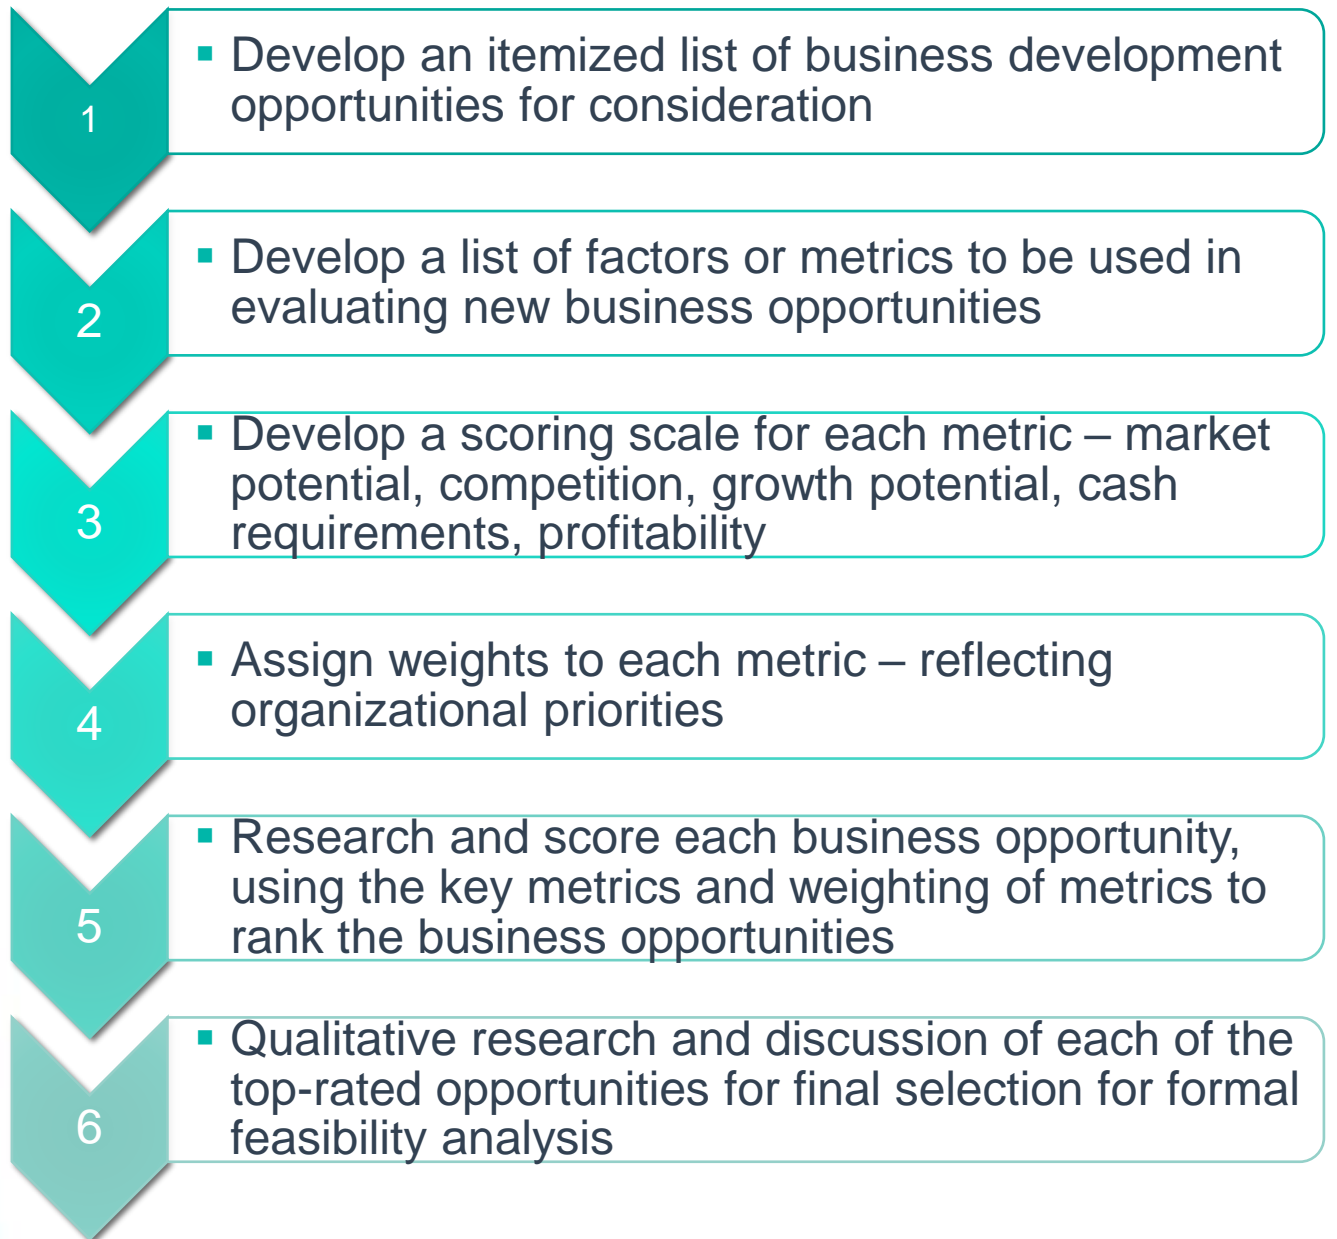 1
▪ Develop an itemized list of business development
opportunities for consideration
2
▪ Develop a list of factors or metrics to be used in
evaluating new business opportunities
3
▪ Develop a scoring scale for each metric – market
potential, competition, growth potential, cash
requirements, profitability
4
▪ Assign weights to each metric – reflecting
organizational priorities
5
▪ Research and score each business opportunity,
using the key metrics and weighting of metrics to
rank the business opportunities
6
▪ Qualitative research and discussion of each of the
top-rated opportunities for final selection for formal
feasibility analysis